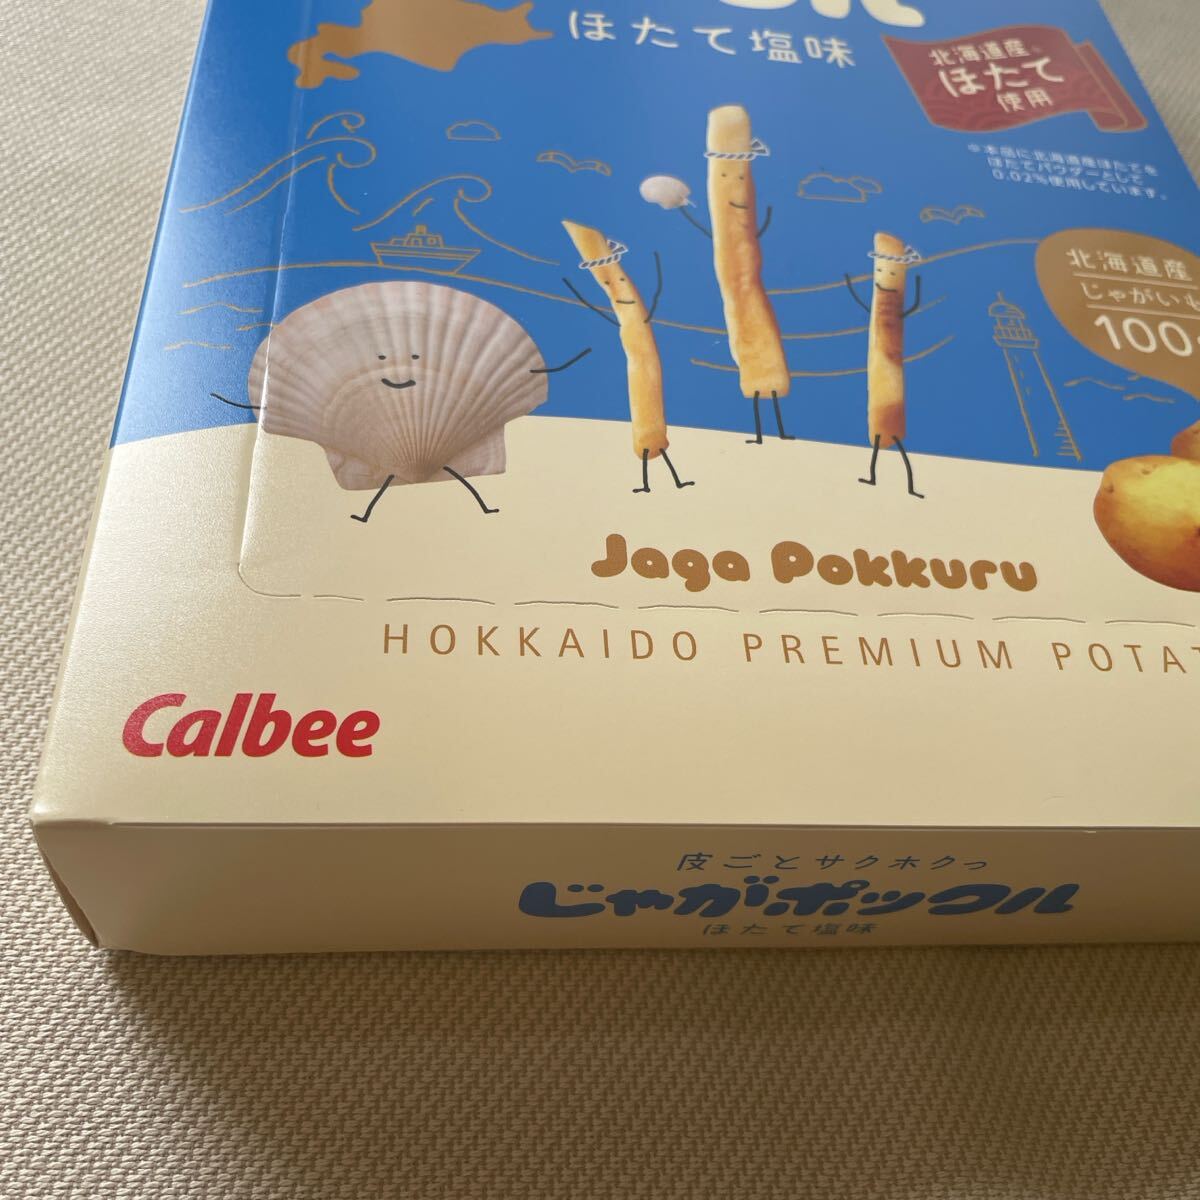 ほたて塩味
北海道産
ほたて
使用
※本品に北海道産ほたてを
ほたてパウダーとして
0.02%使用しています。
北海道産
じゃがいも
100
Jaga Pokkuru
HOKKAIDO PREMIUM POTAT
Calbee
皮ごとサクホクっ
じゃがポックル
ほたて塩味